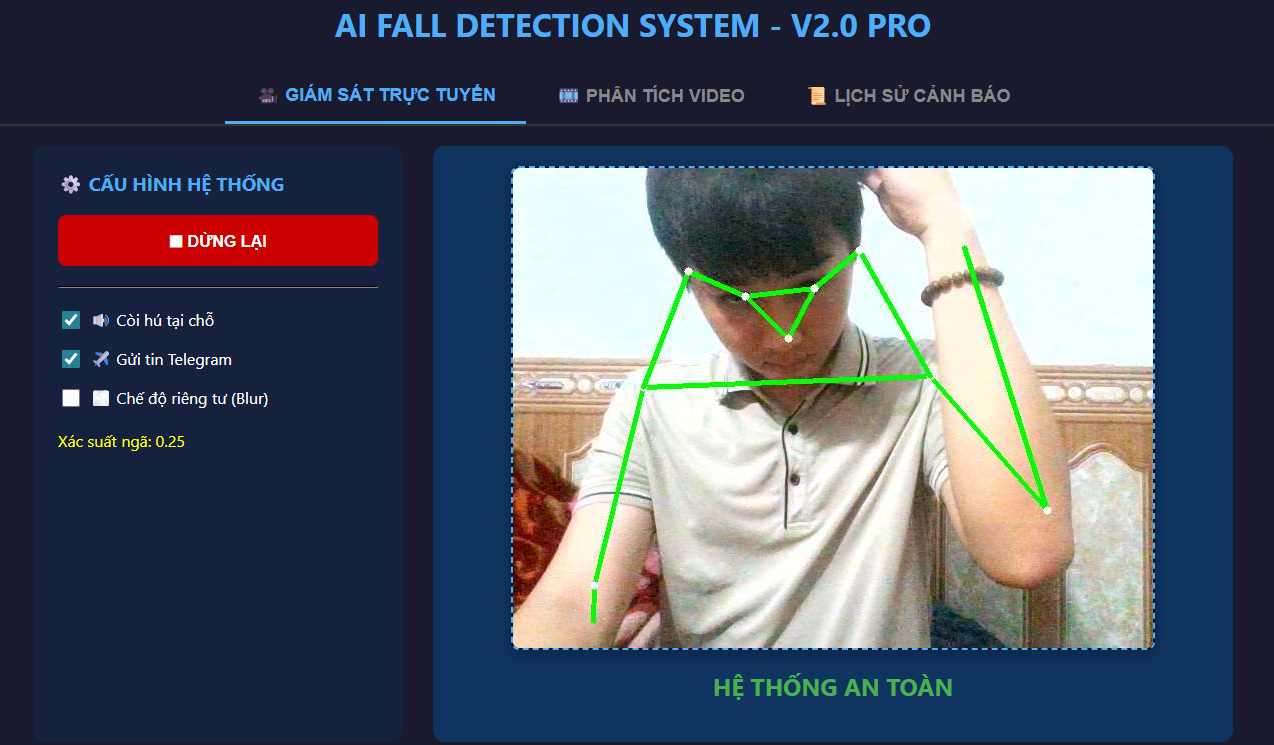 AI FALL DETECTION SYSTEM - V2.0 PRO
GIÁM SÁT TRỰC TUYẾN
PHÂN TÍCH VIDEO
LỊCH SỬ CẢNH BÁO
CẤU HÌNH HỆ THỐNG
DỪNG LẠI
Còi hú tại chỗ
Gửi tin Telegram
Chế độ riêng tư (Blur)
Xác suất ngã: 0.25
HỆ THỐNG AN TOÀN